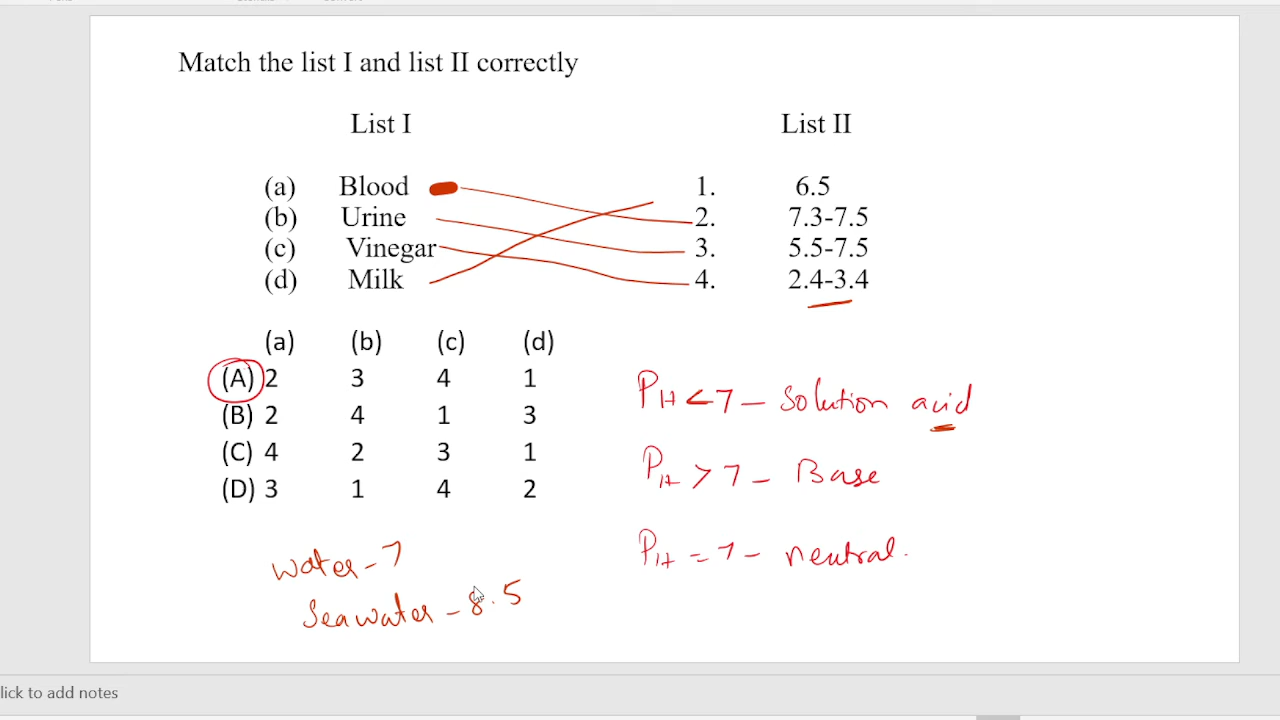 Match the list I and list II correctly
List I List II
(a) Blood 1. 6.5
(b) Urine 2. 7.3-7.5
(c) Vinegar 3. 5.5-7.5
(d) Milk 4. 2.4-3.4
(a) (b) (c) (d)
(A) 2 3 4 1
(B) 2 4 1 3
(C) 4 2 3 1
(D) 3 1 4 2
PH < 7 - Solution acid
PH > 7 - Base
PH = 7 - neutral.
water - 7
Sea water - 8.5
lick to add notes